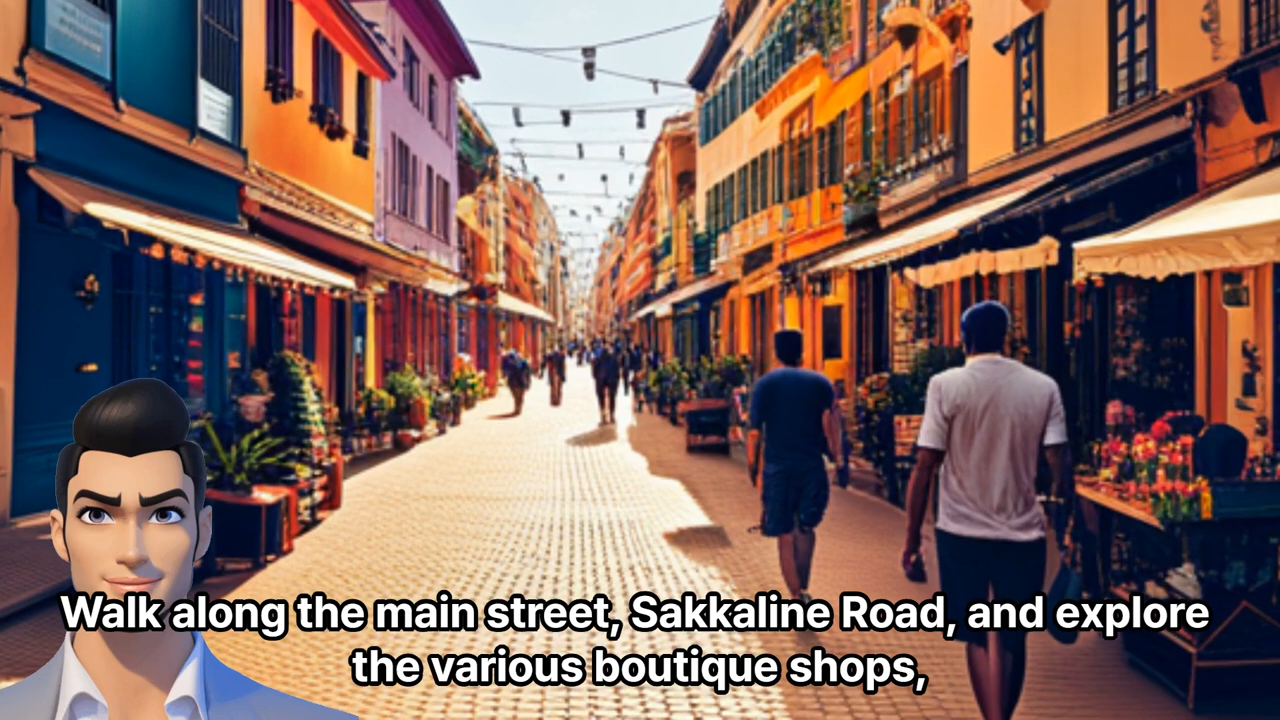 Walk along the main street, Sakkaline Road, and explore
the various boutique shops,